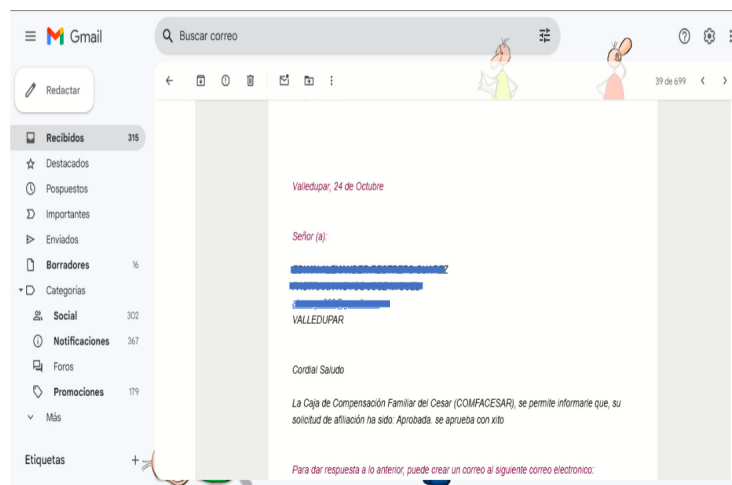 Gmail
Buscar correo
Redactar
39 de 699
Recibidos 315
Destacados
Pospuestos
Importantes
Enviados
Borradores 16
Categorías
Social 302
Notificaciones 367
Foros
Promociones 179
Más
Etiquetas
Valledupar, 24 de Octubre
Señor (a):
VALLEDUPAR
Cordial Saludo
La Caja de Compensación Familiar del Cesar (COMFACESAR), se permite informarle que, su
solicitud de afiliación ha sido: Aprobada. se aprueba con xito
Para dar respuesta a lo anterior, puede crear un correo al siguiente correo electronico: